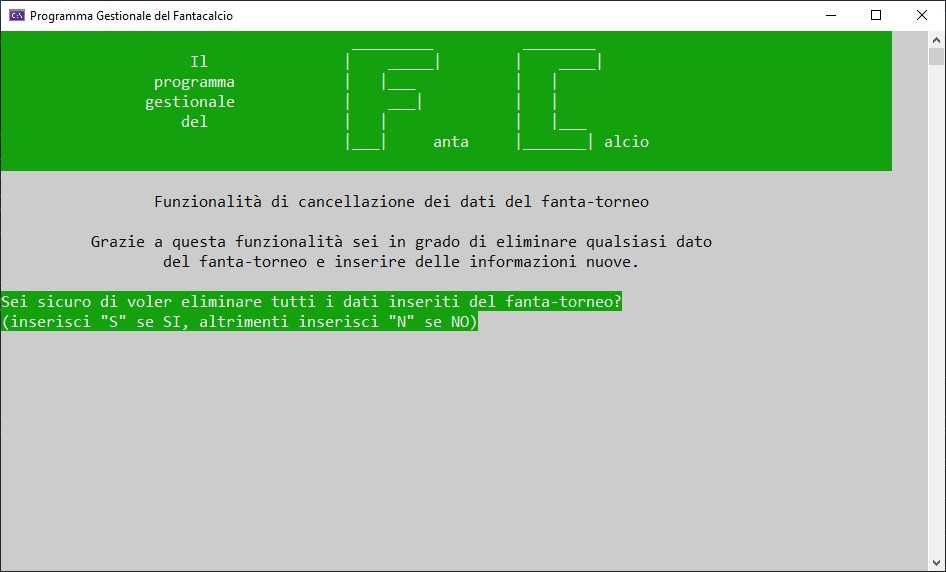 Programma Gestionale del Fantacalcio
Il
programma
gestionale
del
F anta C alcio
Funzionalità di cancellazione dei dati del fanta-torneo
Grazie a questa funzionalità sei in grado di eliminare qualsiasi dato
del fanta-torneo e inserire delle informazioni nuove.
Sei sicuro di voler eliminare tutti i dati inseriti del fanta-torneo?
(inserisci "S" se SI, altrimenti inserisci "N" se NO)